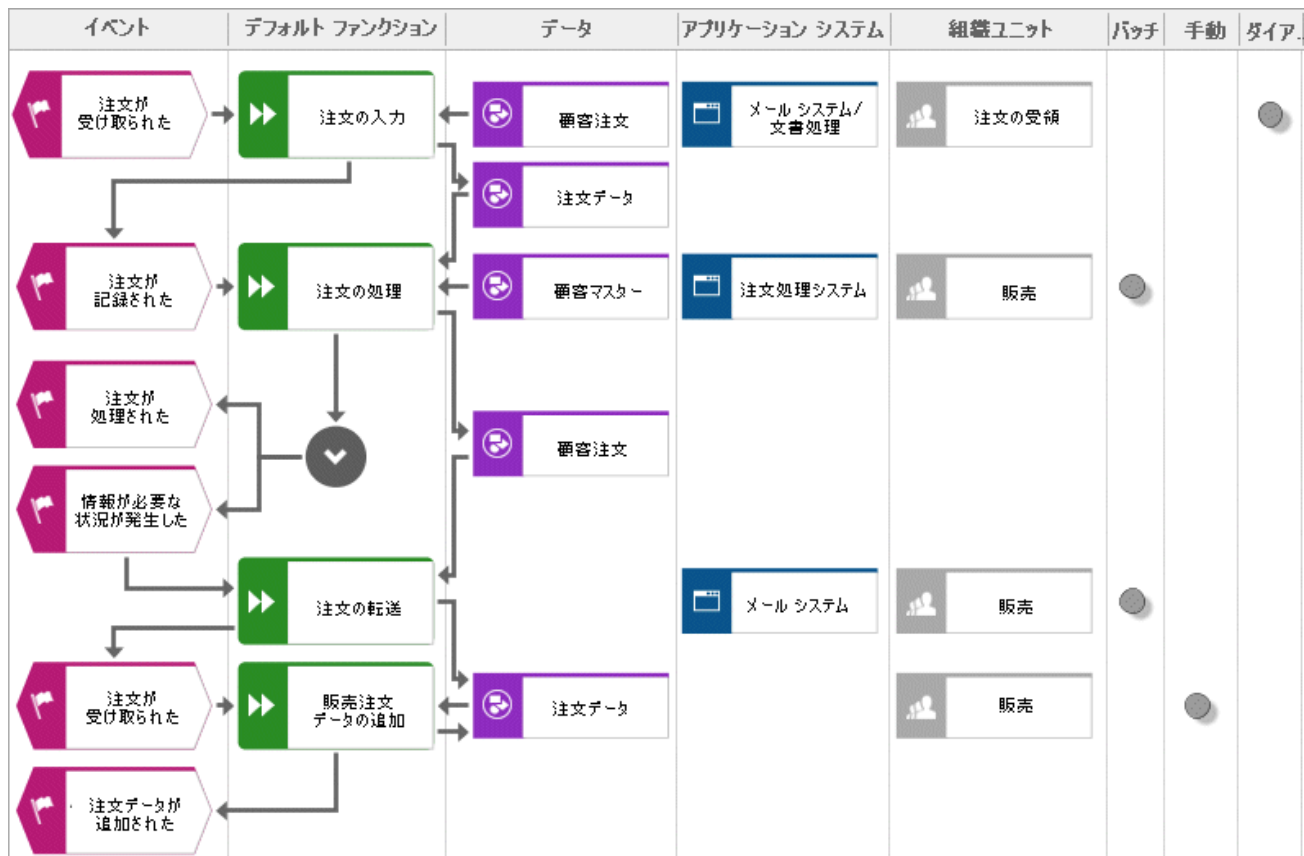 イベント
デフォルト ファンクション
データ
アプリケーション システム
組織ユニット
バッチ
手動
ダイア..
注文が
受け取られた
注文の入力
顧客注文
メール システム/
文書処理
注文の受領
注文データ
注文が
記録された
注文の処理
顧客マスター
注文処理システム
販売
注文が
処理された
顧客注文
情報が必要な
状況が発生した
注文の転送
メール システム
販売
注文が
受け取られた
販売注文
データの追加
注文データ
販売
注文データが
追加された